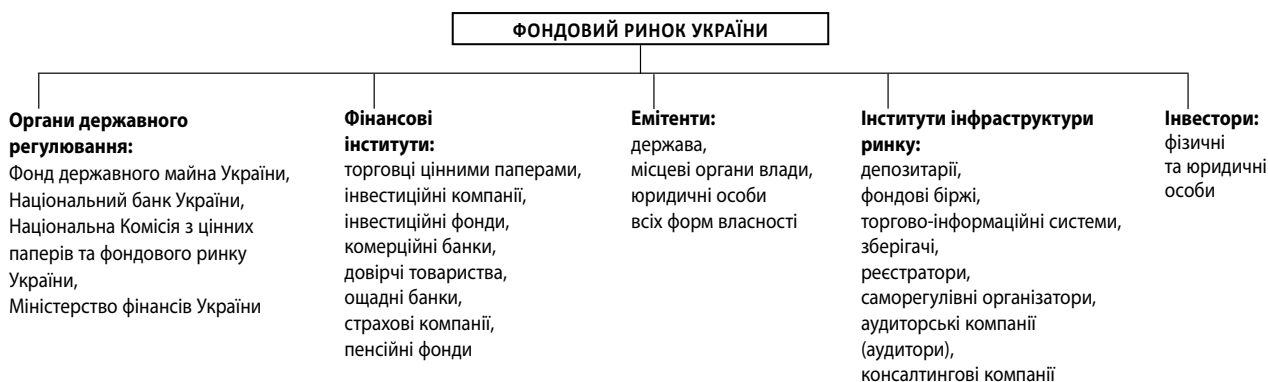 ФОНДОВИЙ РИНОК УКРАЇНИ
Органи державного
регулювання:
Фонд державного майна України,
Національний банк України,
Національна Комісія з цінних
паперів та фондового ринку
України,
Міністерство фінансів України
Фінансові
інститути:
торговці цінними паперами,
інвестиційні компанії,
інвестиційні фонди,
комерційні банки,
довірчі товариства,
ощадні банки,
страхові компанії,
пенсійні фонди
Емітенти:
держава,
місцеві органи влади,
юридичні особи
всіх форм власності
Інститути інфраструктури
ринку:
депозитарії,
фондові біржі,
торгово-інформаційні системи,
зберігачі,
реєстратори,
саморегулівні організатори,
аудиторські компанії
(аудитори),
консалтингові компанії
Інвестори:
фізичні
та юридичні
особи